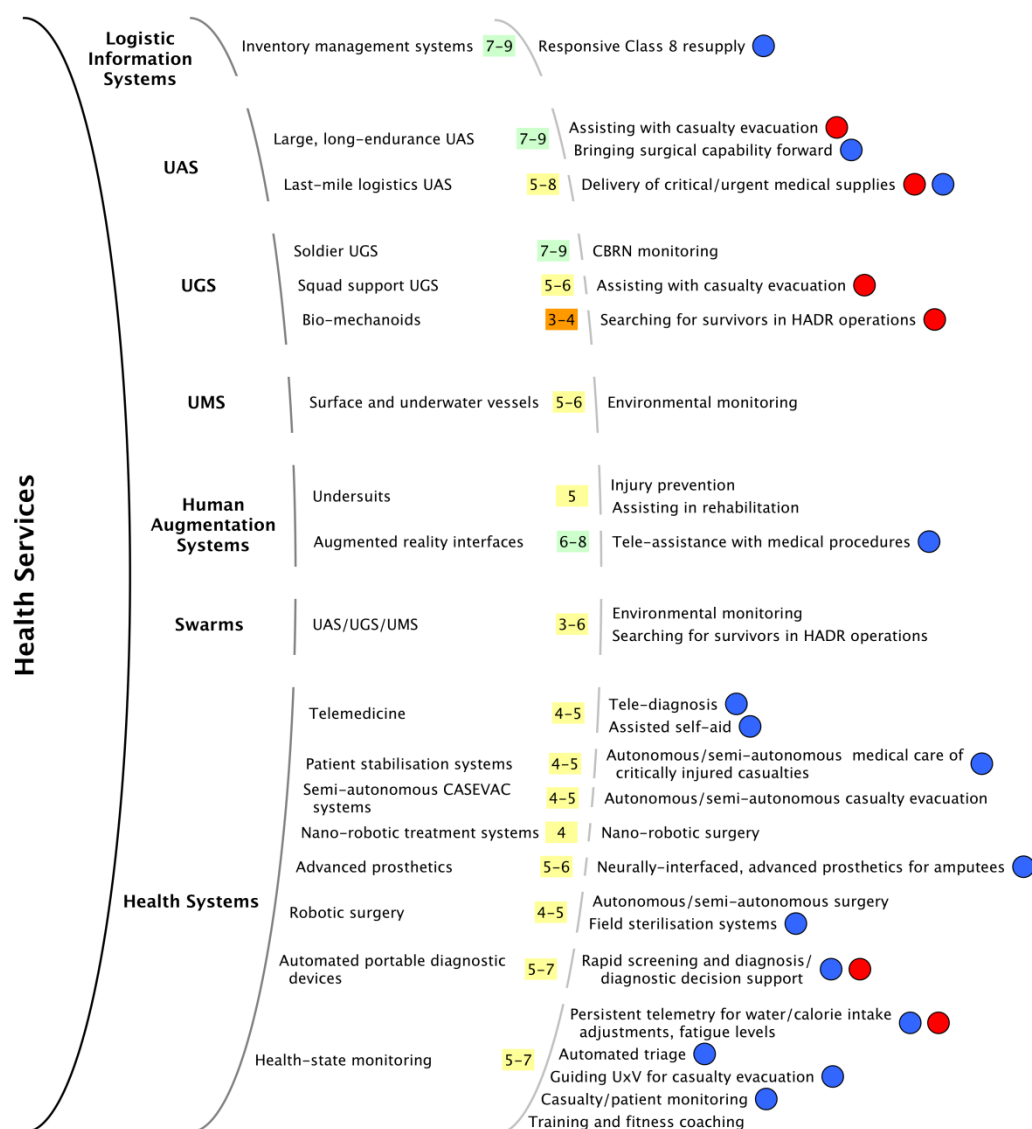 Health Services
Logistic
Information
Systems
Inventory management systems 7–9 Responsive Class 8 resupply
UAS
Large, long-endurance UAS 7–9 Assisting with casualty evacuation
Bringing surgical capability forward
Last-mile logistics UAS 5–8 Delivery of critical/urgent medical supplies
UGS
Soldier UGS 7–9 CBRN monitoring
Squad support UGS 5–6 Assisting with casualty evacuation
Bio-mechanoids 3–4 Searching for survivors in HADR operations
UMS
Surface and underwater vessels 5–6 Environmental monitoring
Human
Augmentation
Systems
Undersuits 5 Injury prevention
Assisting in rehabilitation
Augmented reality interfaces 6–8 Tele-assistance with medical procedures
Swarms
UAS/UGS/UMS 3–6 Environmental monitoring
Searching for survivors in HADR operations
Health Systems
Telemedicine 4–5 Tele-diagnosis
Assisted self-aid
Patient stabilisation systems 4–5 Autonomous/semi-autonomous medical care of
critically injured casualties
Semi-autonomous CASEVAC
systems 4–5 Autonomous/semi-autonomous casualty evacuation
Nano-robotic treatment systems 4 Nano-robotic surgery
Advanced prosthetics 5–6 Neurally-interfaced, advanced prosthetics for amputees
Robotic surgery 4–5 Autonomous/semi-autonomous surgery
Field sterilisation systems
Automated portable diagnostic
devices 5–7 Rapid screening and diagnosis/
diagnostic decision support
Health-state monitoring 5–7 Persistent telemetry for water/calorie intake
adjustments, fatigue levels
Automated triage
Guiding UxV for casualty evacuation
Casualty/patient monitoring
Training and fitness coaching